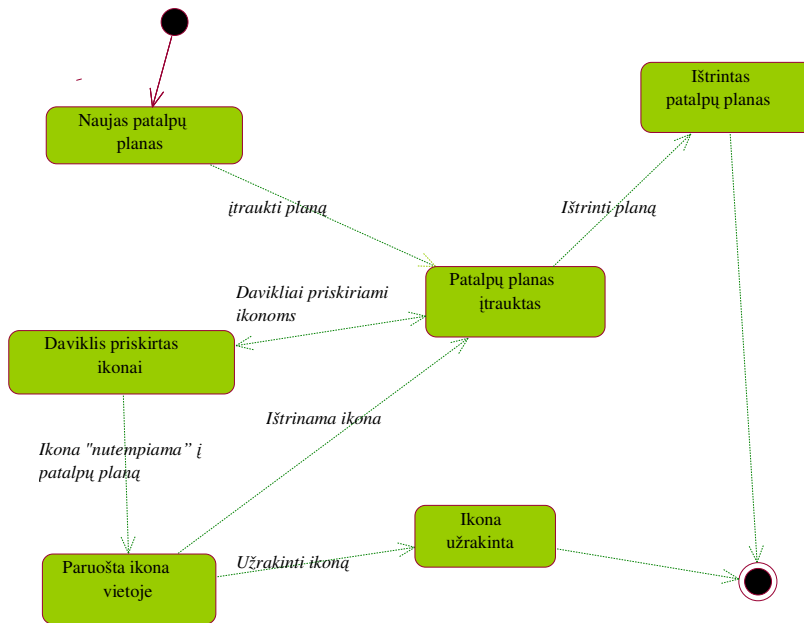 Ištrintas
patalpų planas
Naujas patalpų
planas
įtraukti planą
Ištrinti planą
Patalpų planas
įtrauktas
Davikliai priskiriami
ikonoms
Daviklis priskirtas
ikonai
Ištrinama ikona
Ikona "nutempiama” į
patalpų planą
Ikona
užrakinta
Užrakinti ikoną
Paruošta ikona
vietoje